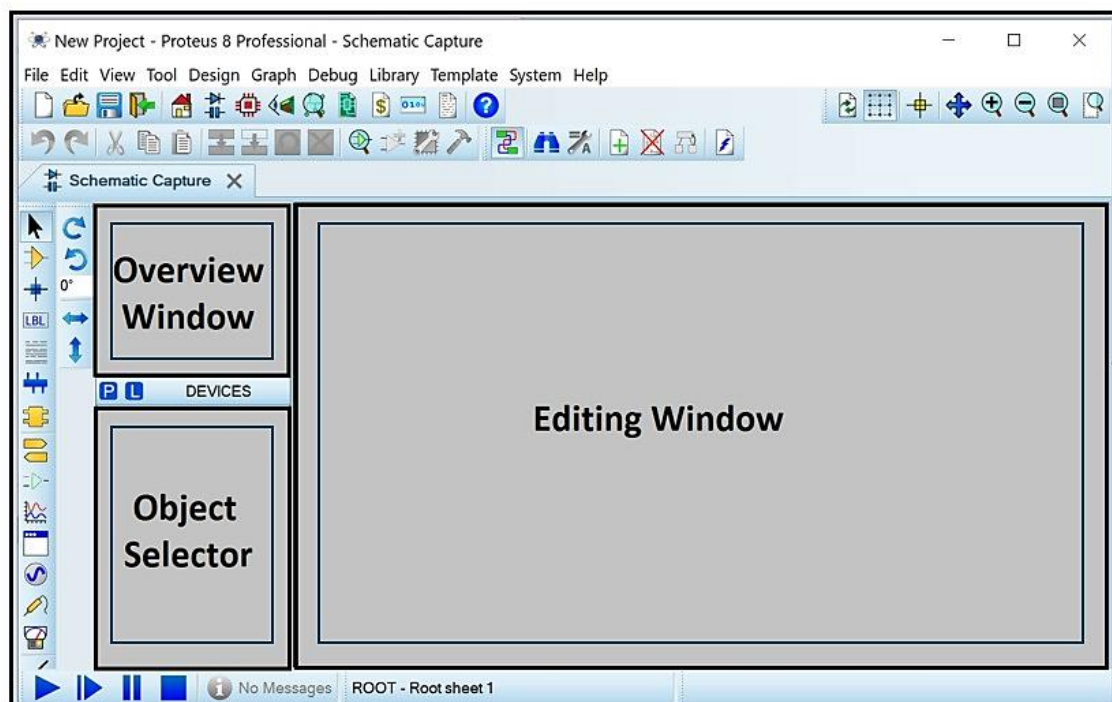 New Project - Proteus 8 Professional - Schematic Capture
File Edit View Tool Design Graph Debug Library Template System Help
$ 0101 ?
A
Schematic Capture
0°
LBL
Overview
Window
P L DEVICES
Editing Window
Object
Selector
No Messages ROOT - Root sheet 1